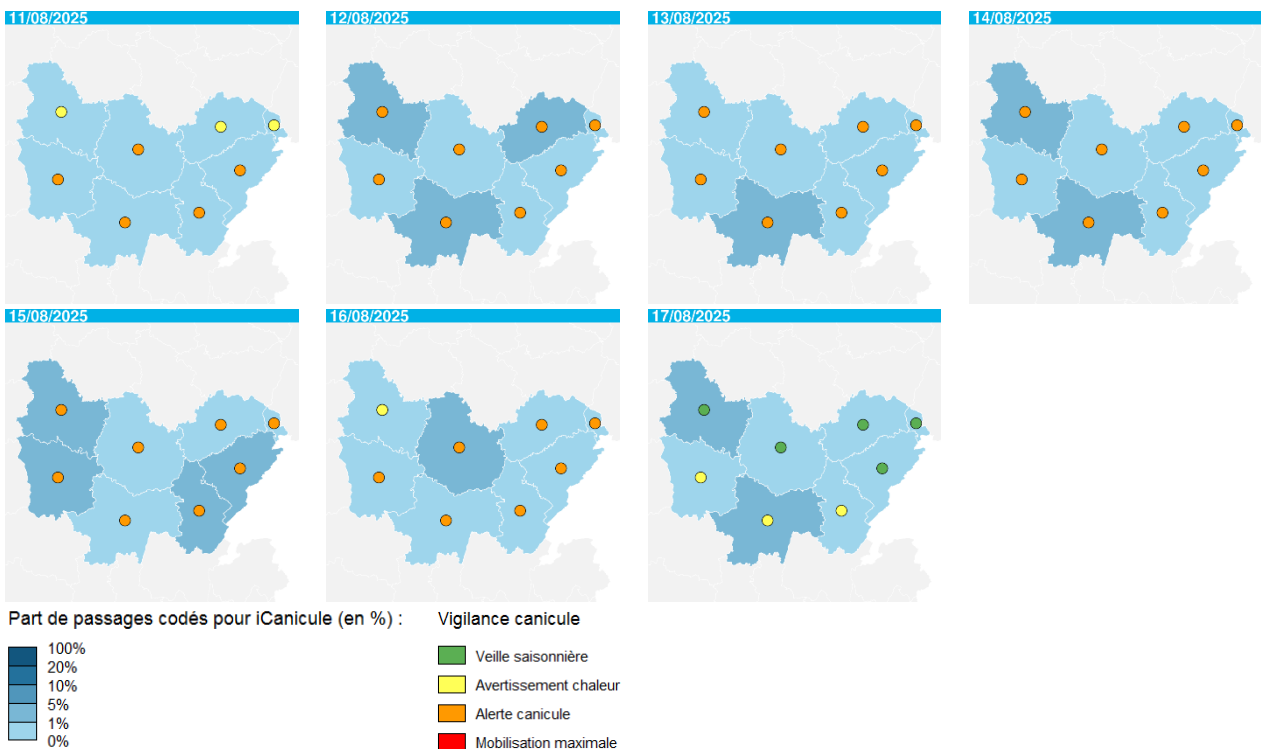 11/08/2025
12/08/2025
13/08/2025
14/08/2025
15/08/2025
16/08/2025
17/08/2025
Part de passages codés pour iCanicule (en %) :
100%
20%
10%
5%
1%
0%
Vigilance canicule
Veille saisonnière
Avertissement chaleur
Alerte canicule
Mobilisation maximale